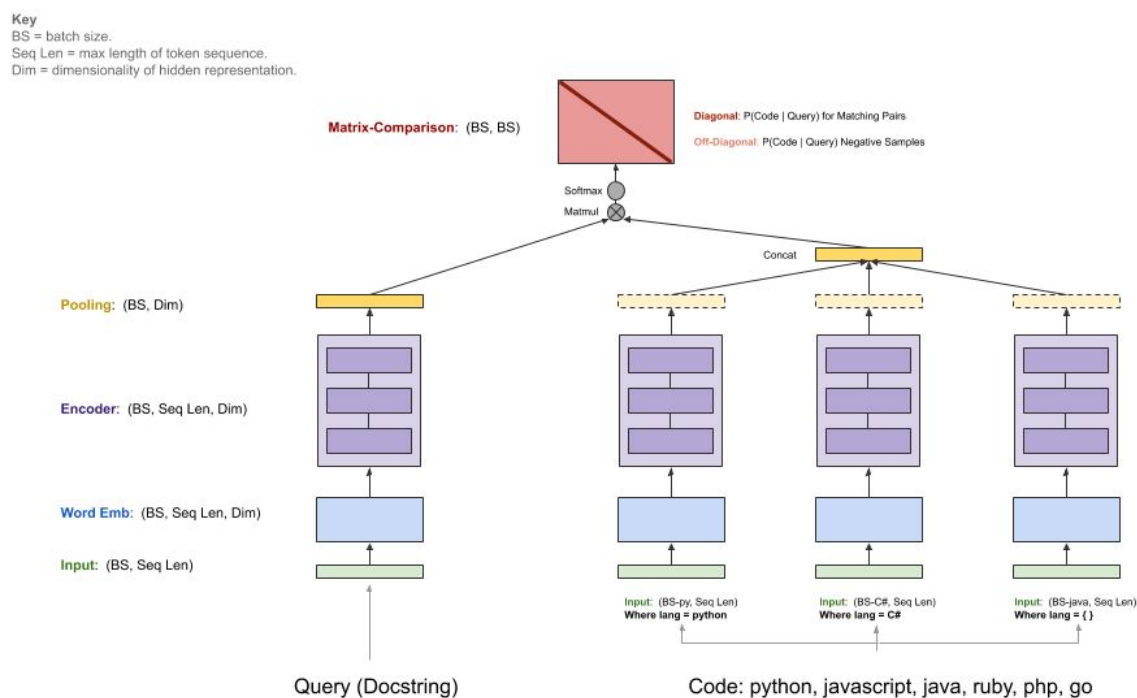 Key
BS = batch size.
Seq Len = max length of token sequence.
Dim = dimensionality of hidden representation.
Matrix-Comparison: (BS, BS)
Diagonal: P(Code | Query) for Matching Pairs
Off-Diagonal: P(Code | Query) Negative Samples
Softmax
Matmul
Concat
Pooling: (BS, Dim)
Encoder: (BS, Seq Len, Dim)
Word Emb: (BS, Seq Len, Dim)
Input: (BS, Seq Len)
Input: (BS-py, Seq Len)
Where lang = python
Input: (BS-C#, Seq Len)
Where lang = C#
Input: (BS-java, Seq Len)
Where lang = { }
Query (Docstring)
Code: python, javascript, java, ruby, php, go